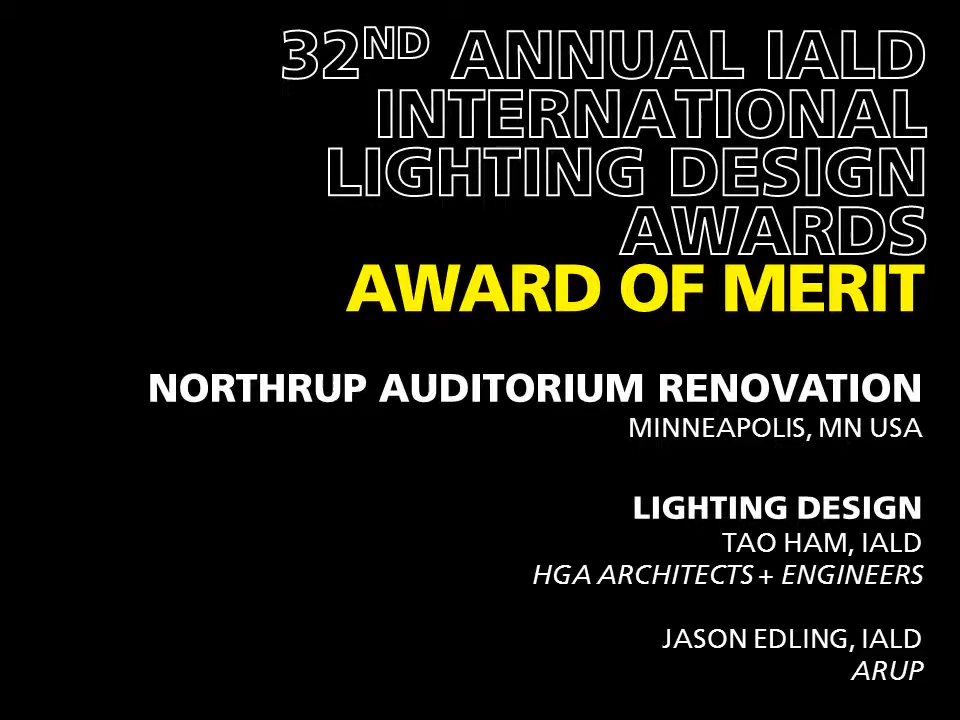 32ND ANNUAL IALD
INTERNATIONAL
LIGHTING DESIGN
AWARDS
AWARD OF MERIT
NORTHRUP AUDITORIUM RENOVATION
MINNEAPOLIS, MN USA
LIGHTING DESIGN
TAO HAM, IALD
HGA ARCHITECTS + ENGINEERS
JASON EDLING, IALD
ARUP